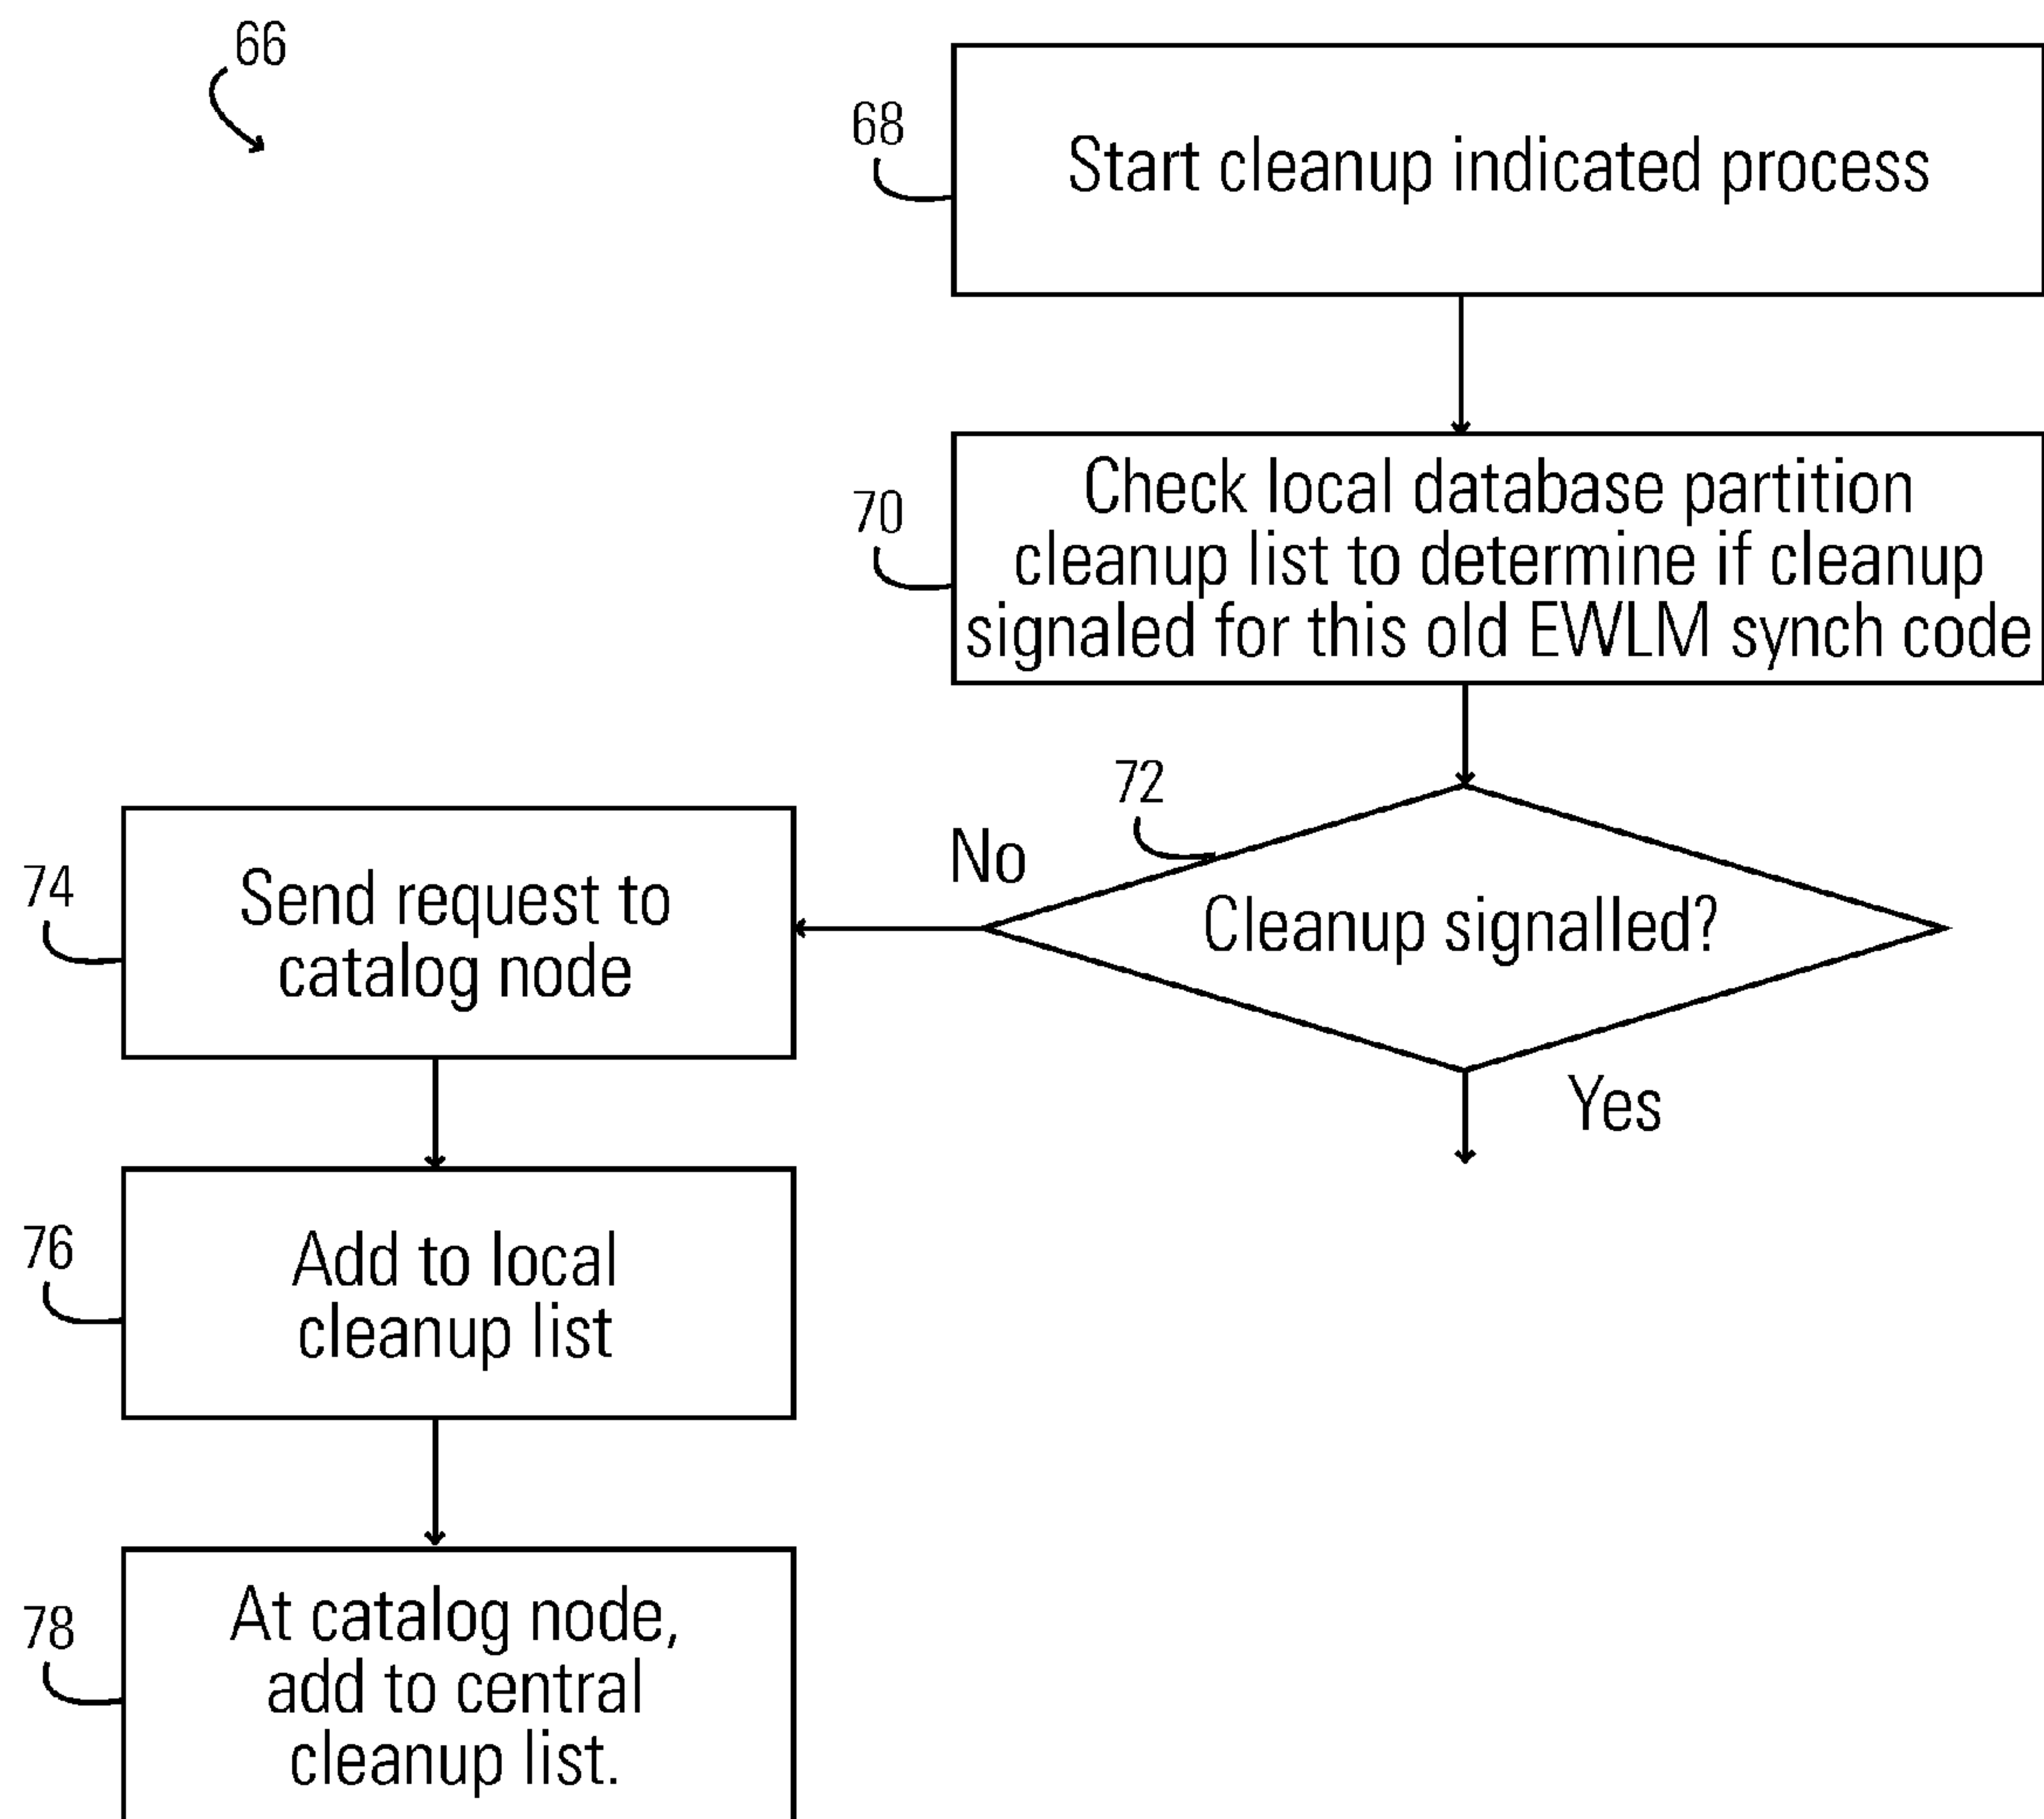 66
68
Start cleanup indicated process
70
Check local database partition
cleanup list to determine if cleanup
signaled for this old EWLM synch code
72
Cleanup signalled?
No
Yes
74
Send request to
catalog node
76
Add to local
cleanup list
78
At catalog node,
add to central
cleanup list.